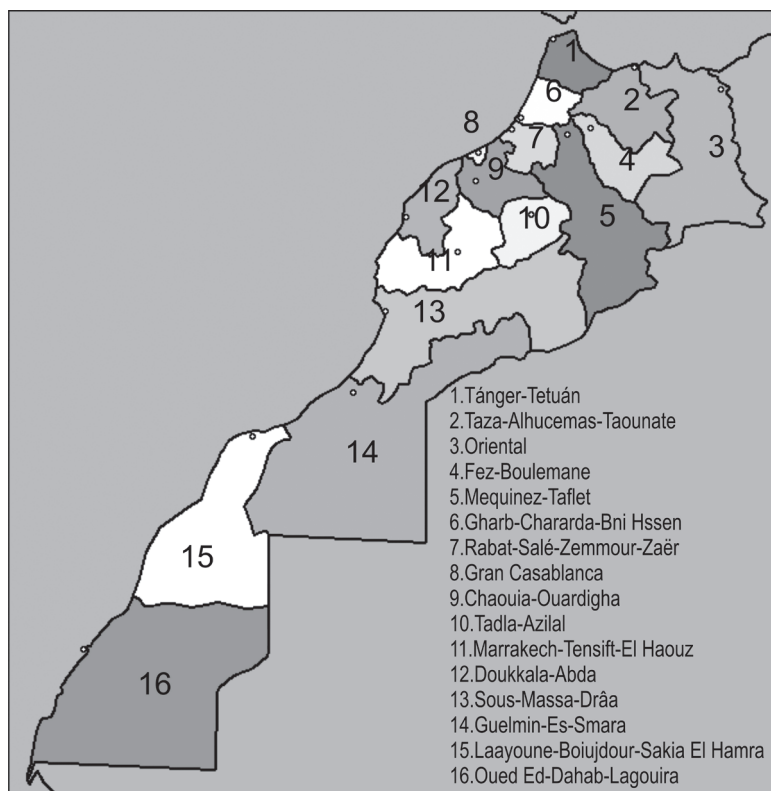 1
2
3
4
5
6
7
8
9
10
11
12
13
14
15
16
1.Tánger-Tetuán
2.Taza-Alhucemas-Taounate
3.Oriental
4.Fez-Boulemane
5.Mequinez-Taflet
6.Gharb-Chararda-Bni Hssen
7.Rabat-Salé-Zemmour-Zaër
8.Gran Casablanca
9.Chaouia-Ouardigha
10.Tadla-Azilal
11.Marrakech-Tensift-El Haouz
12.Doukkala-Abda
13.Sous-Massa-Drâa
14.Guelmin-Es-Smara
15.Laayoune-Boiujdour-Sakia El Hamra
16.Oued Ed-Dahab-Lagouira